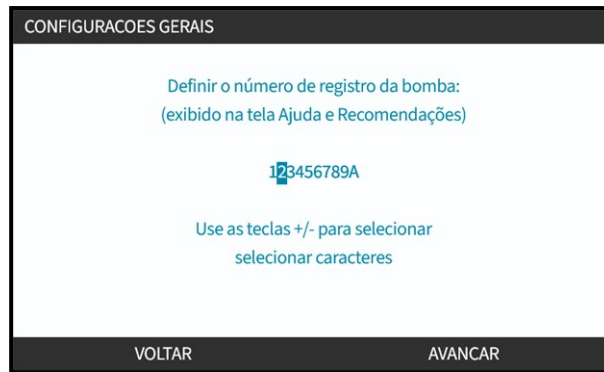 CONFIGURACOES GERAIS
Definir o número de registro da bomba:
(exibido na tela Ajuda e Recomendações)
123456789A
Use as teclas +/- para selecionar
selecionar caracteres
VOLTAR AVANCAR